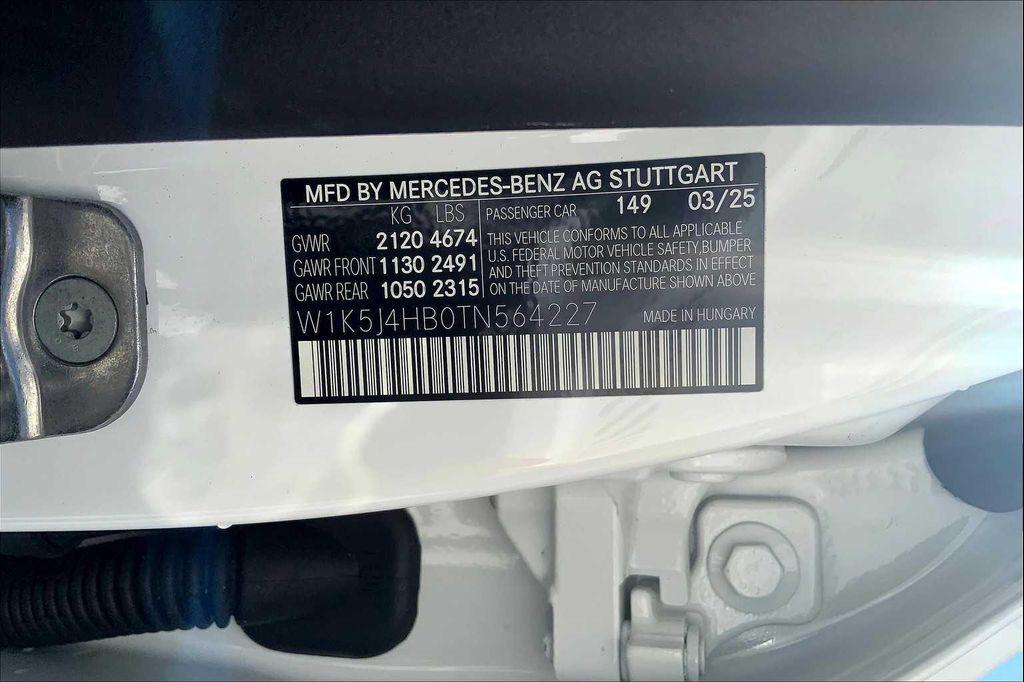 MFD BY MERCEDES-BENZ AG STUTTGART
KG LBS
GVWR 2120 4674
GAWR FRONT 1130 2491
GAWR REAR 1050 2315
PASSENGER CAR 149 03/25
THIS VEHICLE CONFORMS TO ALL APPLICABLE
U.S. FEDERAL MOTOR VEHICLE SAFETY,BUMPER
AND THEFT PREVENTION STANDARDS IN EFFECT
ON THE DATE OF MANUFACTURE SHOWN ABOVE
W1K5J4HB0TN564227
MADE IN HUNGARY